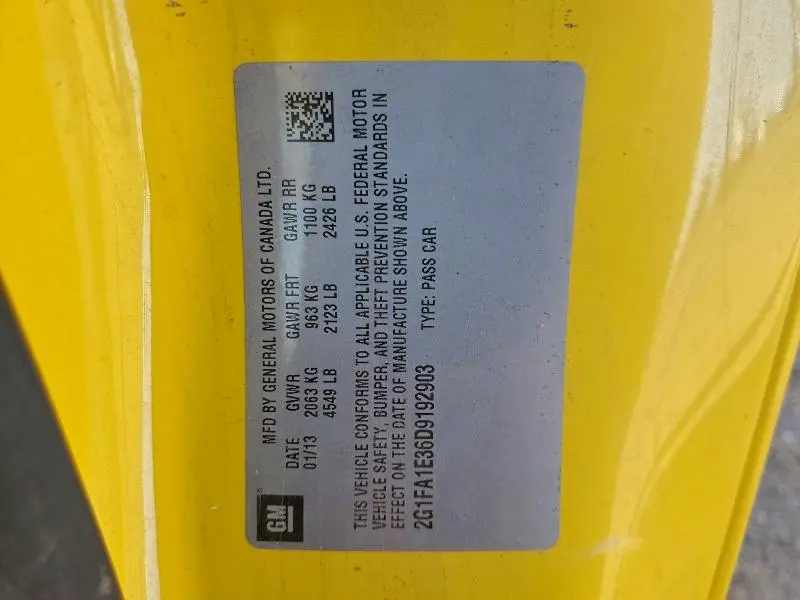 GM
MFD BY GENERAL MOTORS OF CANADA LTD.
DATE GVWR GAWR FRT GAWR RR
01/13 2063 KG 963 KG 1100 KG
4549 LB 2123 LB 2426 LB
THIS VEHICLE CONFORMS TO ALL APPLICABLE U.S. FEDERAL MOTOR
VEHICLE SAFETY, BUMPER, AND THEFT PREVENTION STANDARDS IN
EFFECT ON THE DATE OF MANUFACTURE SHOWN ABOVE.
2G1FA1E36D9192903 TYPE: PASS CAR